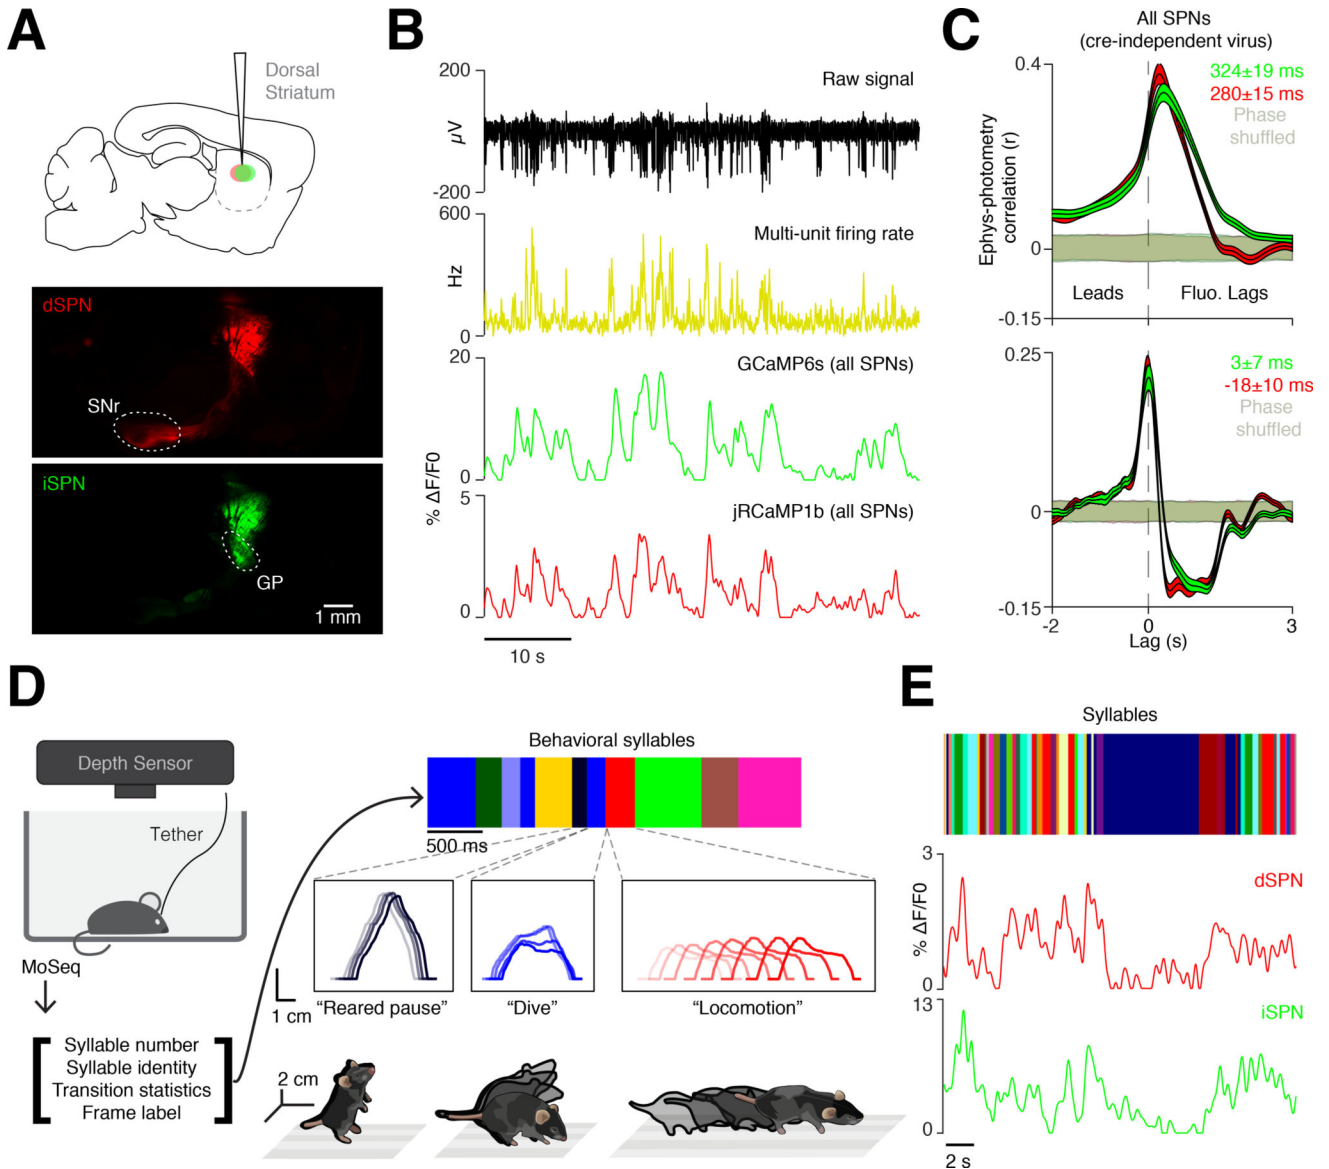 A
Dorsal
Striatum
dSPN
SNr
iSPN
GP
1 mm
B
200
Raw signal
µV
-200
600
Multi-unit firing rate
Hz
0
20
GCaMP6s (all SPNs)
0
% ΔF/F0
5
jRCaMP1b (all SPNs)
0
10 s
C
All SPNs
(cre-independent virus)
0.4
324±19 ms
280±15 ms
Phase
shuffled
Ephys-photometry
correlation (r)
0
Leads
Fluo. Lags
-0.15
0.25
3±7 ms
-18±10 ms
Phase
shuffled
0
-0.15
-2
0
3
Lag (s)
D
Depth Sensor
Tether
MoSeq
Syllable number
Syllable identity
Transition statistics
Frame label
Behavioral syllables
500 ms
1 cm
“Reared pause”
“Dive”
“Locomotion”
2 cm
E
Syllables
3
dSPN
% ΔF/F0
0
13
iSPN
0
2 s